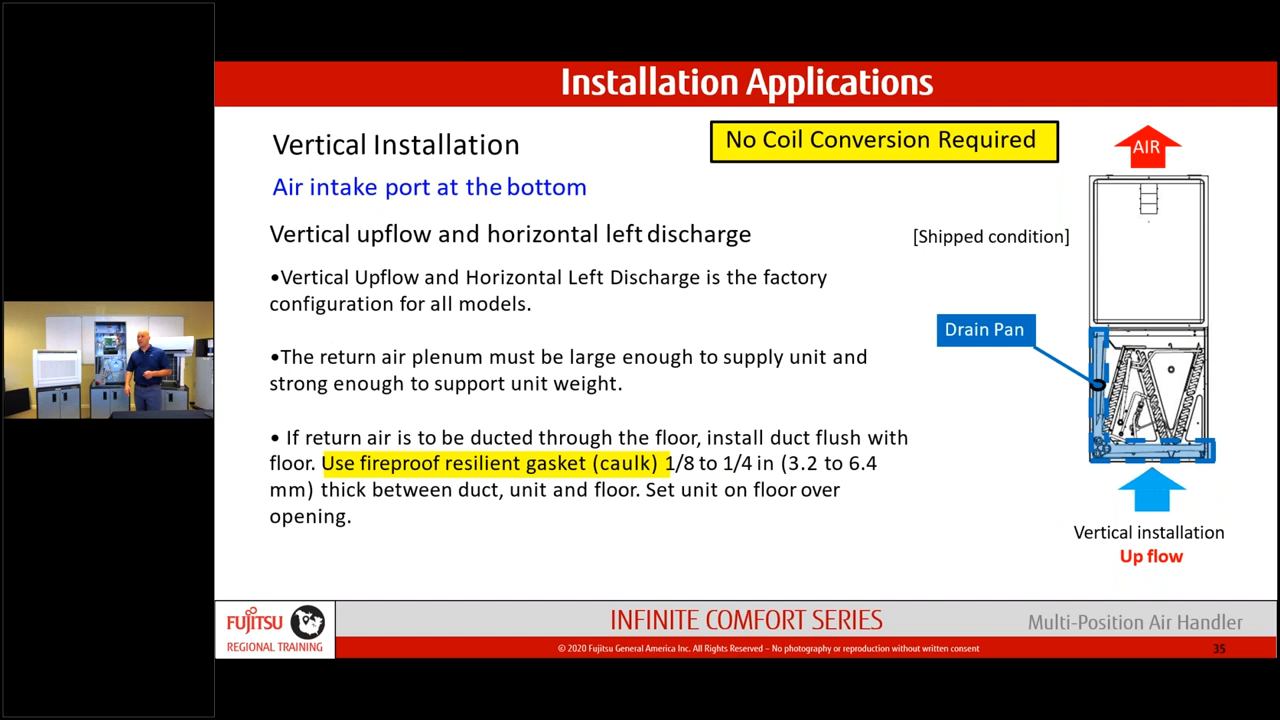 Installation Applications
Vertical Installation
No Coil Conversion Required
AIR
Air intake port at the bottom
Vertical upflow and horizontal left discharge
[Shipped condition]
•Vertical Upflow and Horizontal Left Discharge is the factory
configuration for all models.
Drain Pan
•The return air plenum must be large enough to supply unit and
strong enough to support unit weight.
• If return air is to be ducted through the floor, install duct flush with
floor. Use fireproof resilient gasket (caulk) 1/8 to 1/4 in (3.2 to 6.4
mm) thick between duct, unit and floor. Set unit on floor over
opening.
Vertical installation
Up flow
FUJITSU
REGIONAL TRAINING
INFINITE COMFORT SERIES
Multi-Position Air Handler
© 2020 Fujitsu General America Inc. All Rights Reserved – No photography or reproduction without written consent
35